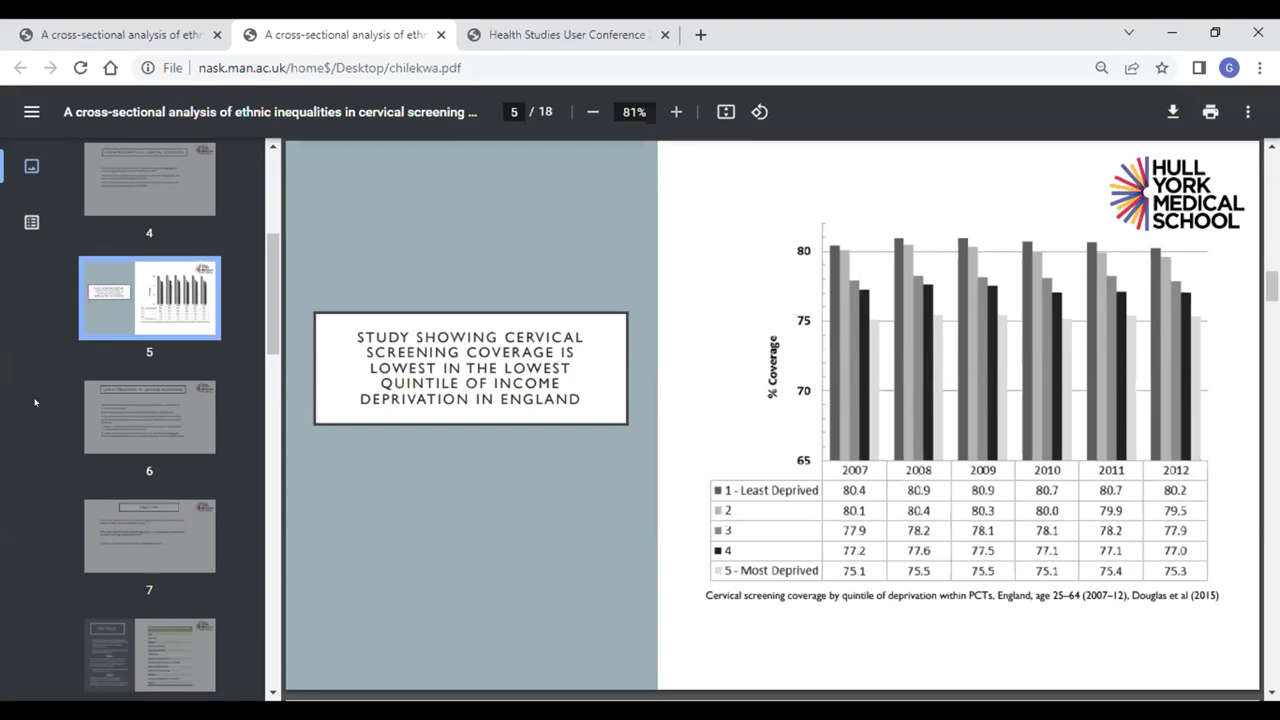 A cross-sectional analysis of eth
A cross-sectional analysis of eth
Health Studies User Conference
File nask.man.ac.uk/home$/Desktop/chilekwa.pdf
G
A cross-sectional analysis of ethnic inequalities in cervical screening ...
5 / 18
81%
4
5
6
7
HULL
YORK
MEDICAL
SCHOOL
STUDY SHOWING CERVICAL
SCREENING COVERAGE IS
LOWEST IN THE LOWEST
QUINTILE OF INCOME
DEPRIVATION IN ENGLAND
% Coverage
80
75
70
65
2007 2008 2009 2010 2011 2012
1 - Least Deprived 80.4 80.9 80.9 80.7 80.7 80.2
2 80.1 80.4 80.3 80.0 79.9 79.5
3 77.9 78.2 78.1 78.1 78.2 77.9
4 77.2 77.6 77.5 77.1 77.1 77.0
5 - Most Deprived 75.1 75.5 75.5 75.1 75.4 75.3
Cervical screening coverage by quintile of deprivation within PCTs, England, age 25–64 (2007–12), Douglas et al (2015)